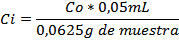 Ci = Co * 0,05mL / 0,0625g de muestra